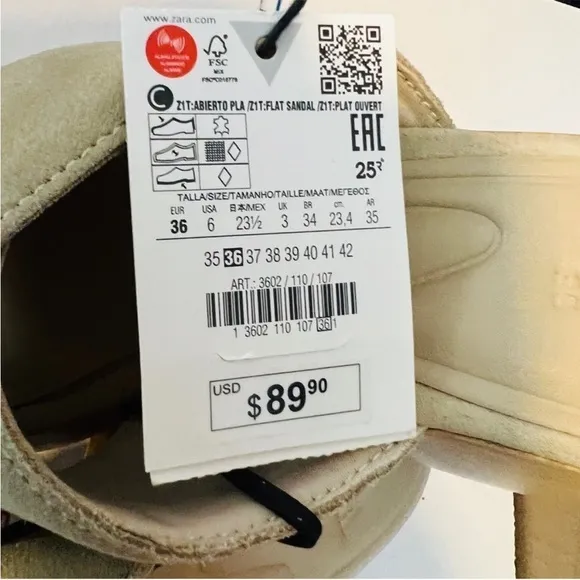 www.zara.com
FSC
MIX
FSC®C015778
C
Z1T:ABIERTO PLA /Z1T:FLAT SANDAL /Z1T:PLAT OUVERT
EAC
25
TALLA/SIZE/TAMANHO/TAILLE/MAAT/ΜΕΓΕΘΟΣ
EUR USA 日本/MEX UK BR cm. AR
36 6 23½ 3 34 23,4 35
35 36 37 38 39 40 41 42
ART.: 3602 / 110 / 107
1 3602 110 107 36 1
USD
$ 89 90